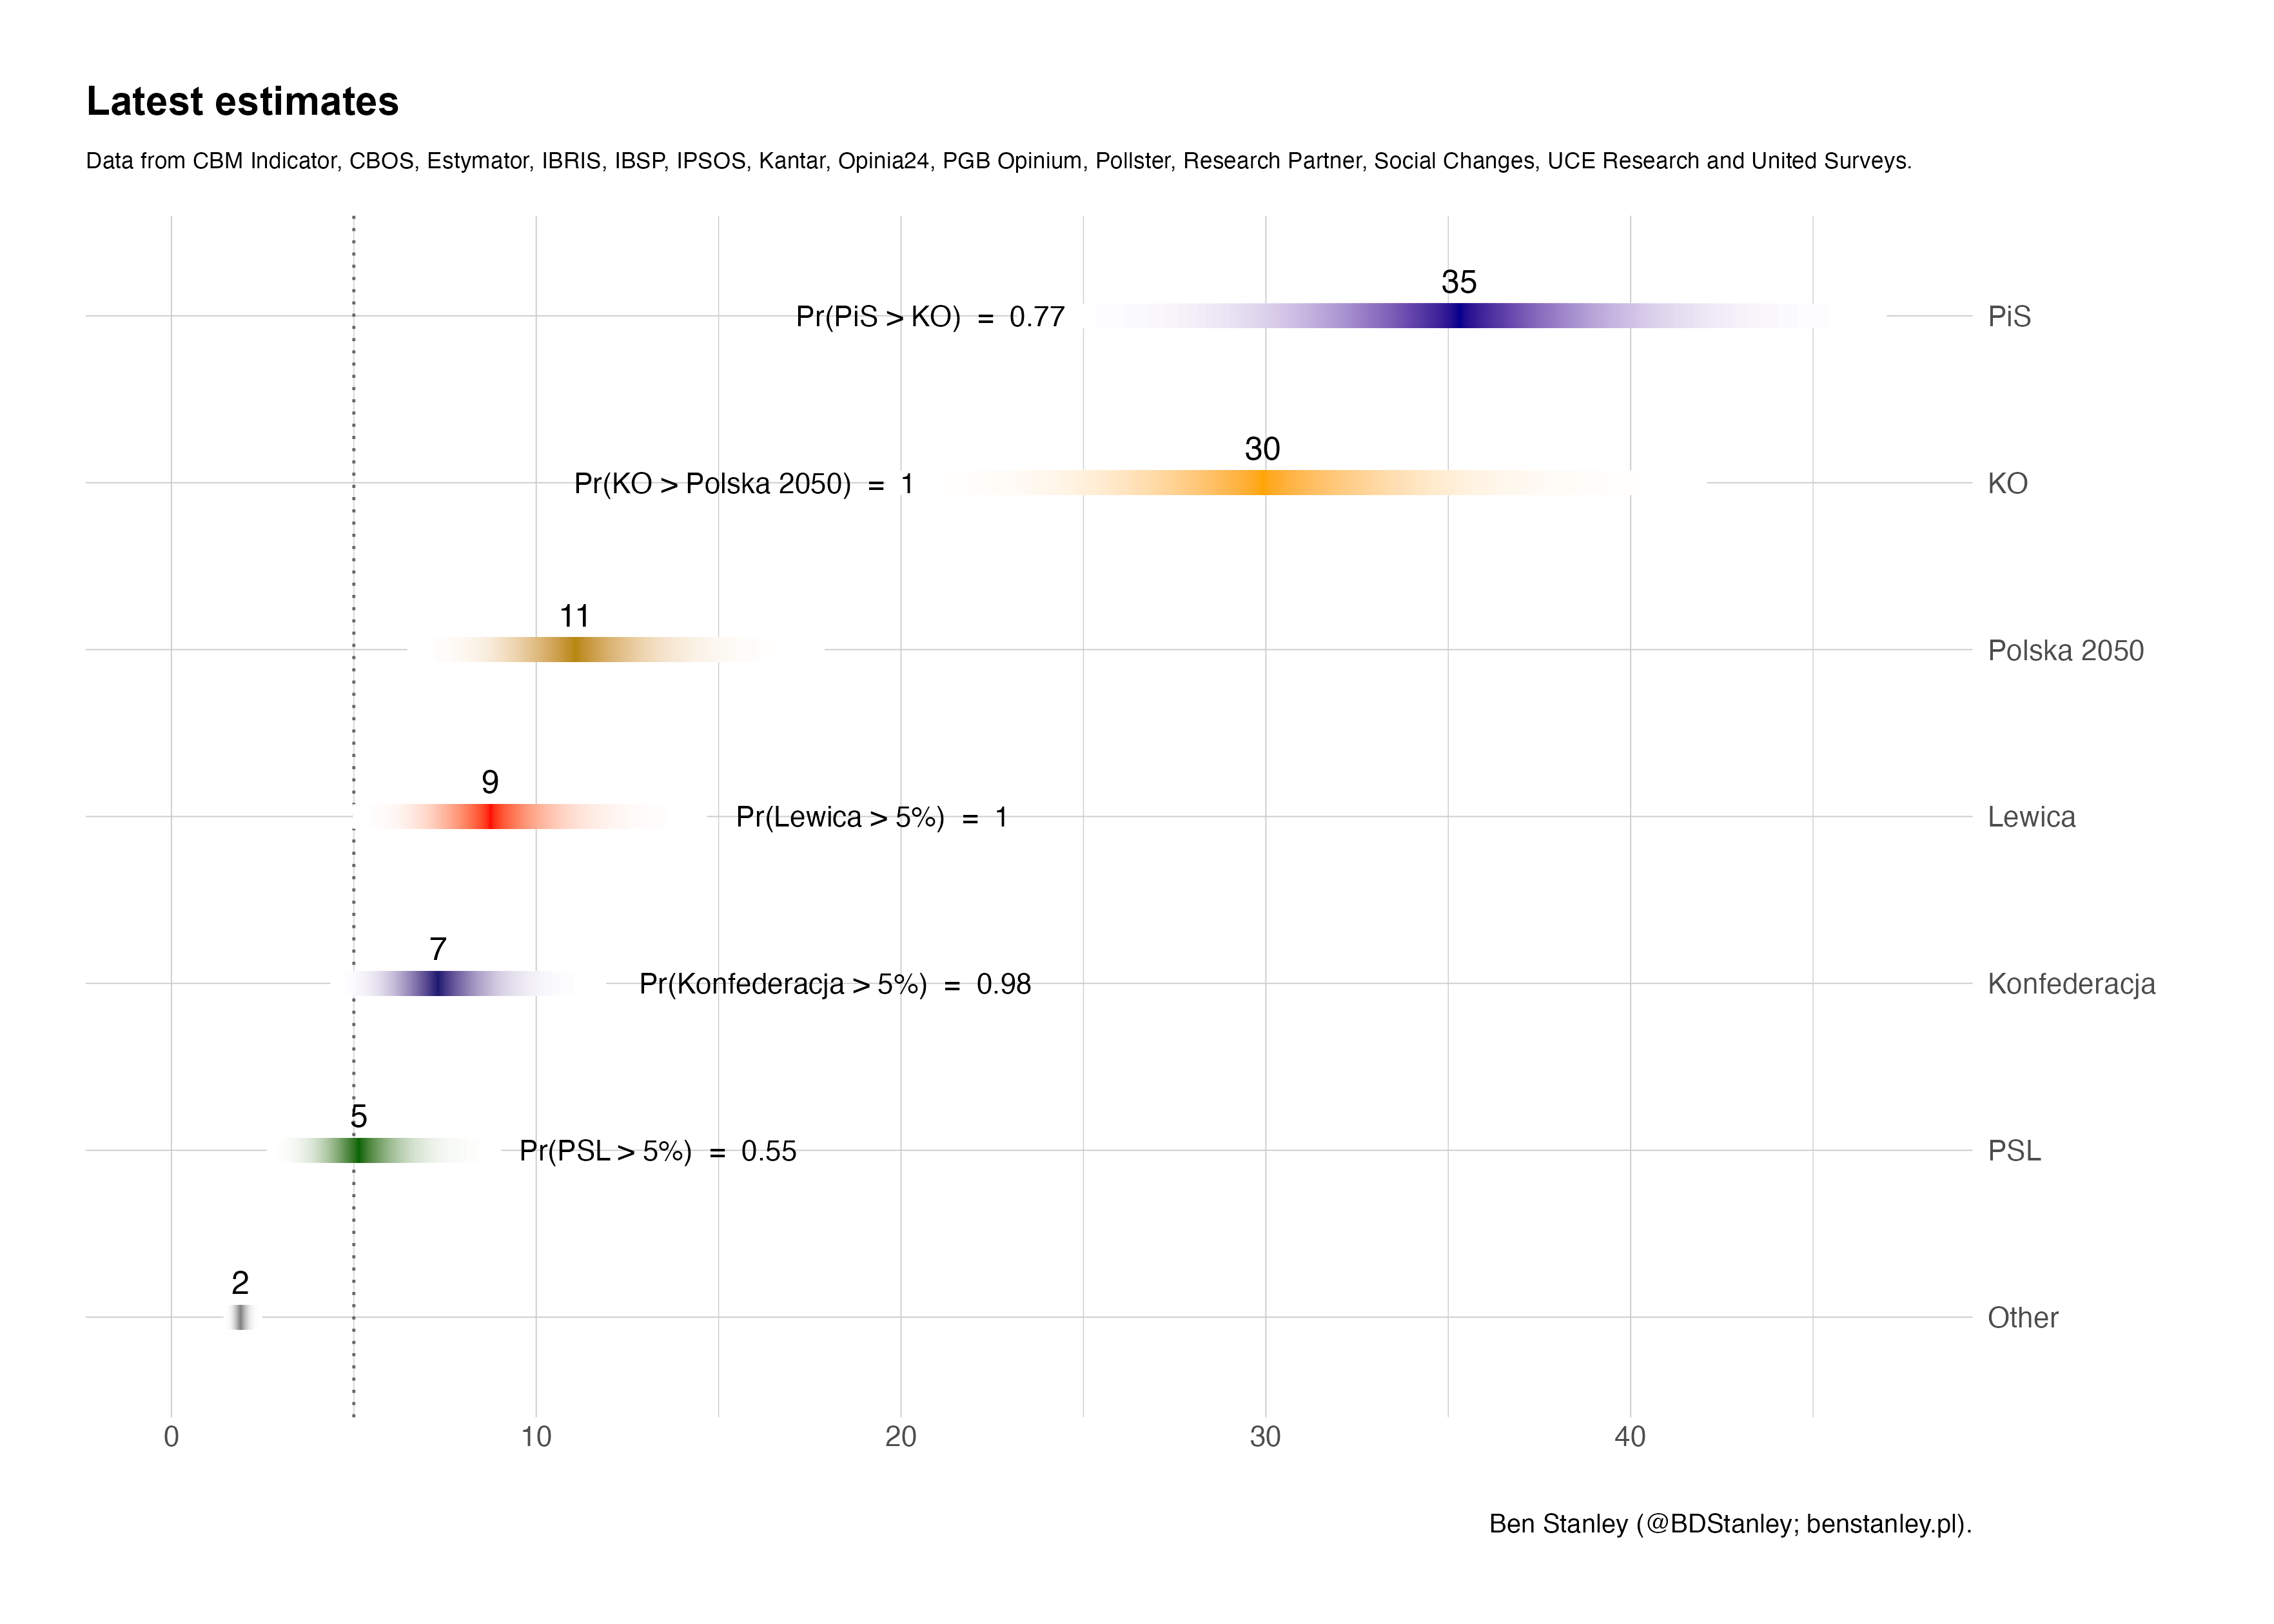 Latest estimates
Data from CBM Indicator, CBOS, Estymator, IBRIS, IBSP, IPSOS, Kantar, Opinia24, PGB Opinium, Pollster, Research Partner, Social Changes, UCE Research and United Surveys.
35
Pr(PiS > KO) = 0.77
PiS
30
Pr(KO > Polska 2050) = 1
KO
11
Polska 2050
9
Pr(Lewica > 5%) = 1
Lewica
7
Pr(Konfederacja > 5%) = 0.98
Konfederacja
5
Pr(PSL > 5%) = 0.55
PSL
2
Other
0 10 20 30 40
Ben Stanley (@BDStanley; benstanley.pl).